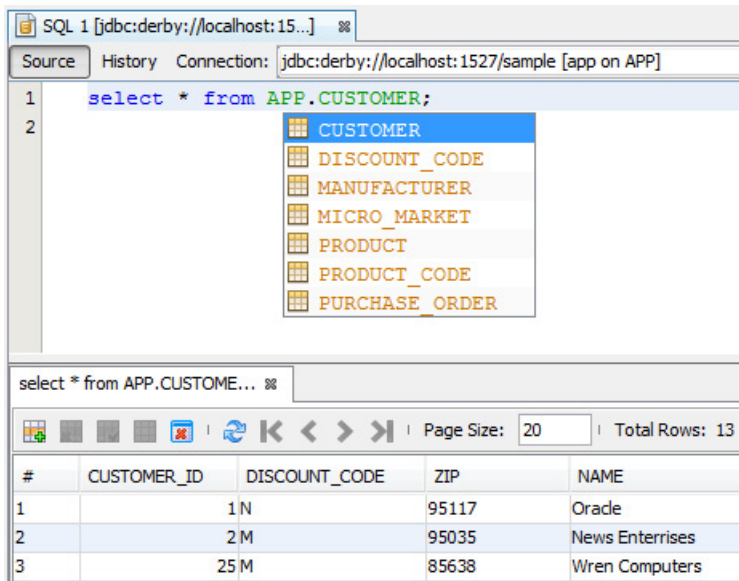 SQL 1 [jdbc:derby://localhost:15...]
Source History Connection: jdbc:derby://localhost:1527/sample [app on APP]
1 select * from APP.CUSTOMER;
2
CUSTOMER
DISCOUNT_CODE
MANUFACTURER
MICRO_MARKET
PRODUCT
PRODUCT_CODE
PURCHASE_ORDER
select * from APP.CUSTOME...
Page Size: 20 Total Rows: 13
# CUSTOMER_ID DISCOUNT_CODE ZIP NAME
1 1 N 95117 Oracle
2 2 M 95035 News Enterrises
3 25 M 85638 Wren Computers